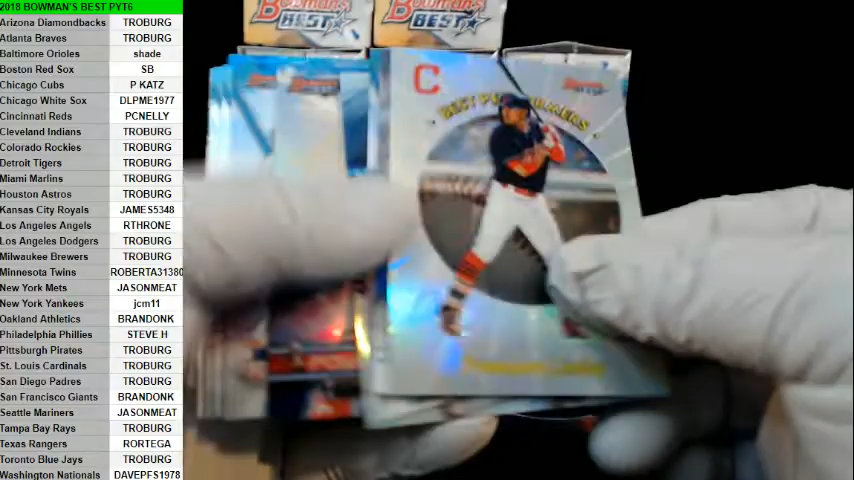 2018 BOWMAN'S BEST PYT6
Arizona Diamondbacks TROBURG
Atlanta Braves TROBURG
Baltimore Orioles shade
Boston Red Sox SB
Chicago Cubs P KATZ
Chicago White Sox DLPME1977
Cincinnati Reds PCNELLY
Cleveland Indians TROBURG
Colorado Rockies TROBURG
Detroit Tigers TROBURG
Miami Marlins TROBURG
Houston Astros TROBURG
Kansas City Royals JAMES5348
Los Angeles Angels RTHRONE
Los Angeles Dodgers TROBURG
Milwaukee Brewers TROBURG
Minnesota Twins ROBERTA31380
New York Mets JASONMEAT
New York Yankees jcm11
Oakland Athletics BRANDONK
Philadelphia Phillies STEVE H
Pittsburgh Pirates TROBURG
St. Louis Cardinals TROBURG
San Diego Padres TROBURG
San Francisco Giants BRANDONK
Seattle Mariners JASONMEAT
Tampa Bay Rays TROBURG
Texas Rangers RORTEGA
Toronto Blue Jays TROBURG
Washington Nationals DAVEPFS1978
Bowman's BEST
Bowman's BEST
C